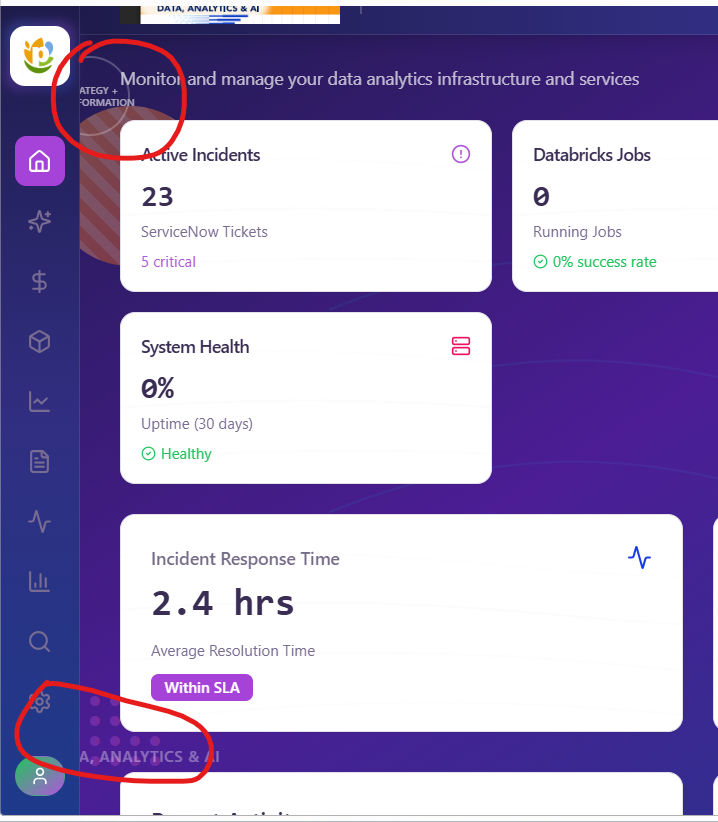 DATA, ANALYTICS & AI
Monitor and manage your data analytics infrastructure and services
ATEGY +
FORMATION
Active Incidents
23
ServiceNow Tickets
5 critical
Databricks Jobs
0
Running Jobs
0% success rate
System Health
0%
Uptime (30 days)
Healthy
Incident Response Time
2.4 hrs
Average Resolution Time
Within SLA
A, ANALYTICS & AI